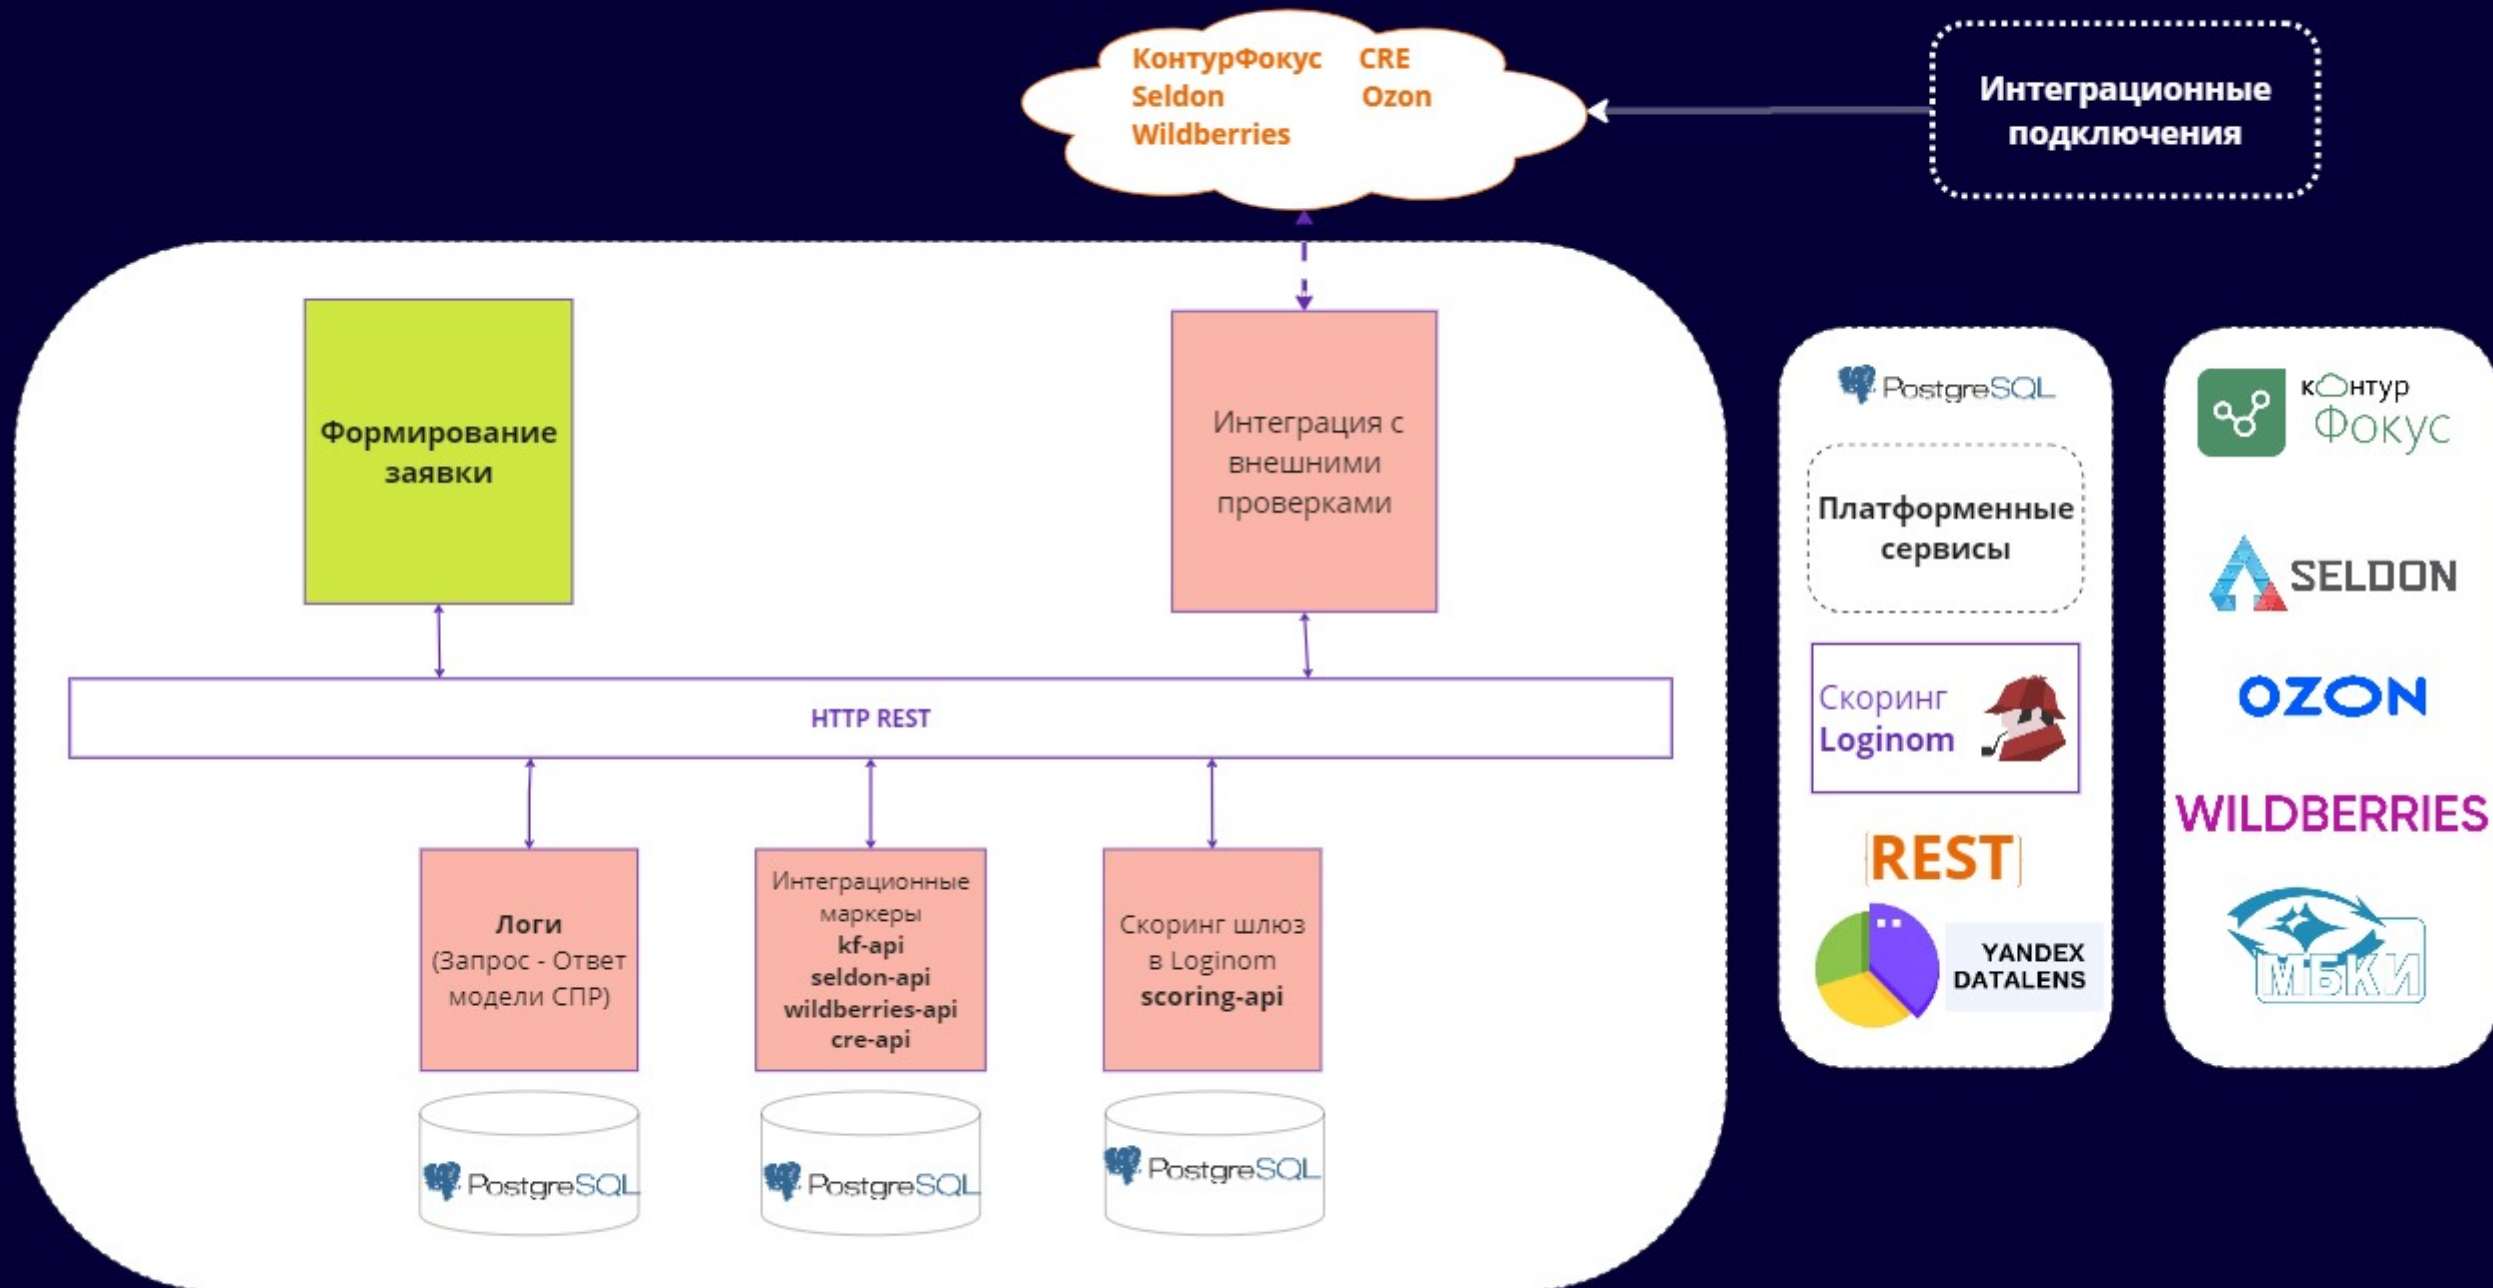 КонтурФокус CRE
Seldon Ozon
Wildberries
Интеграционные
подключения
Формирование
заявки
Интеграция с
внешними
проверками
HTTP REST
Логи
(Запрос - Ответ
модели СПР)
Интеграционные
маркеры
kf-api
seldon-api
wildberries-api
cre-api
Скоринг шлюз
в Loginom
scoring-api
PostgreSQL
PostgreSQL
PostgreSQL
PostgreSQL
Платформенные
сервисы
Скоринг
Loginom
{REST}
YANDEX
DATALENS
контур
Фокус
SELDON
OZON
WILDBERRIES
МБКИ